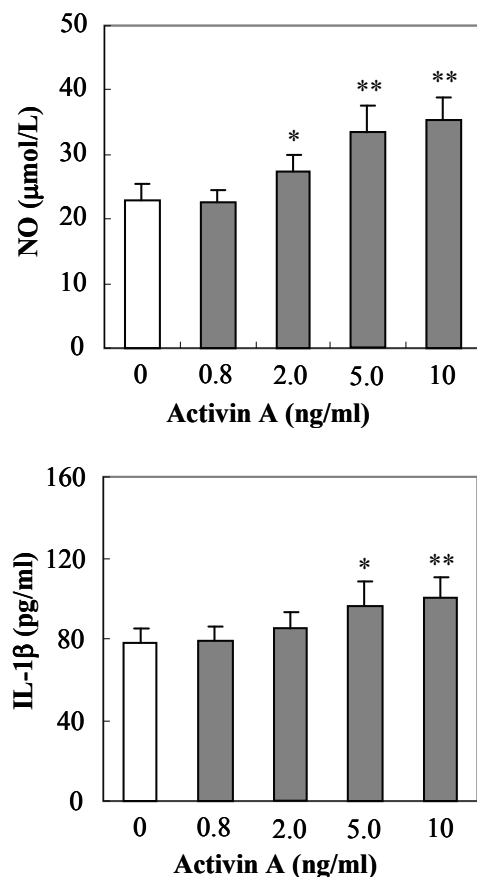 50
40
30
20
10
0
NO (μmol/L)
* ** **
0 0.8 2.0 5.0 10
Activin A (ng/ml)
160
120
80
40
0
IL-1β (pg/ml)
* **
0 0.8 2.0 5.0 10
Activin A (ng/ml)